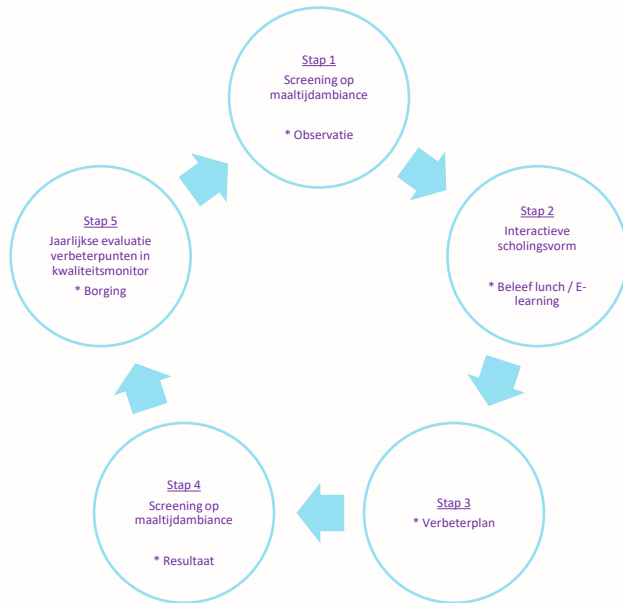 Stap 1
Screening op
maaltijdambiance
* Observatie
Stap 2
Interactieve
scholingsvorm
* Beleef lunch / E-
learning
Stap 3
* Verbeterplan
Stap 4
Screening op
maaltijdambiance
* Resultaat
Stap 5
Jaarlijkse evaluatie
verbeterpunten in
kwaliteitsmonitor
* Borging